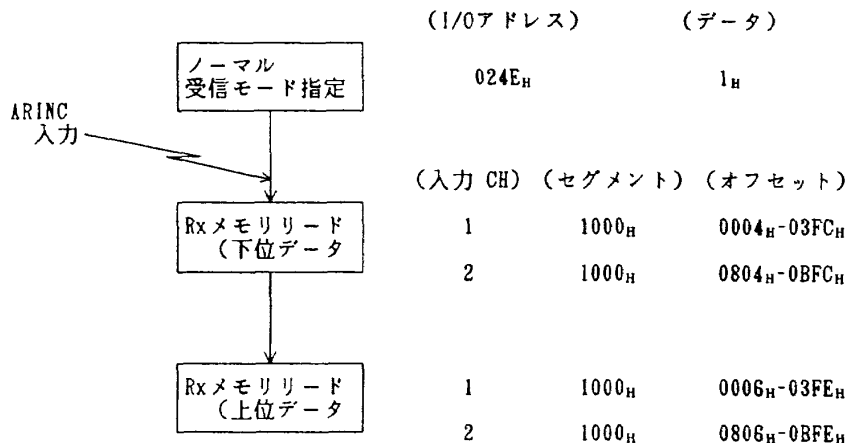 (I/Oアドレス) (データ)
ノーマル
受信モード指定
024EH 1H
ARINC
入力
(入力 CH) (セグメント) (オフセット)
Rxメモリリード
(下位データ
1 1000H 0004H-03FCH
2 1000H 0804H-0BFCH
Rxメモリリード
(上位データ
1 1000H 0006H-03FEH
2 1000H 0806H-0BFEH